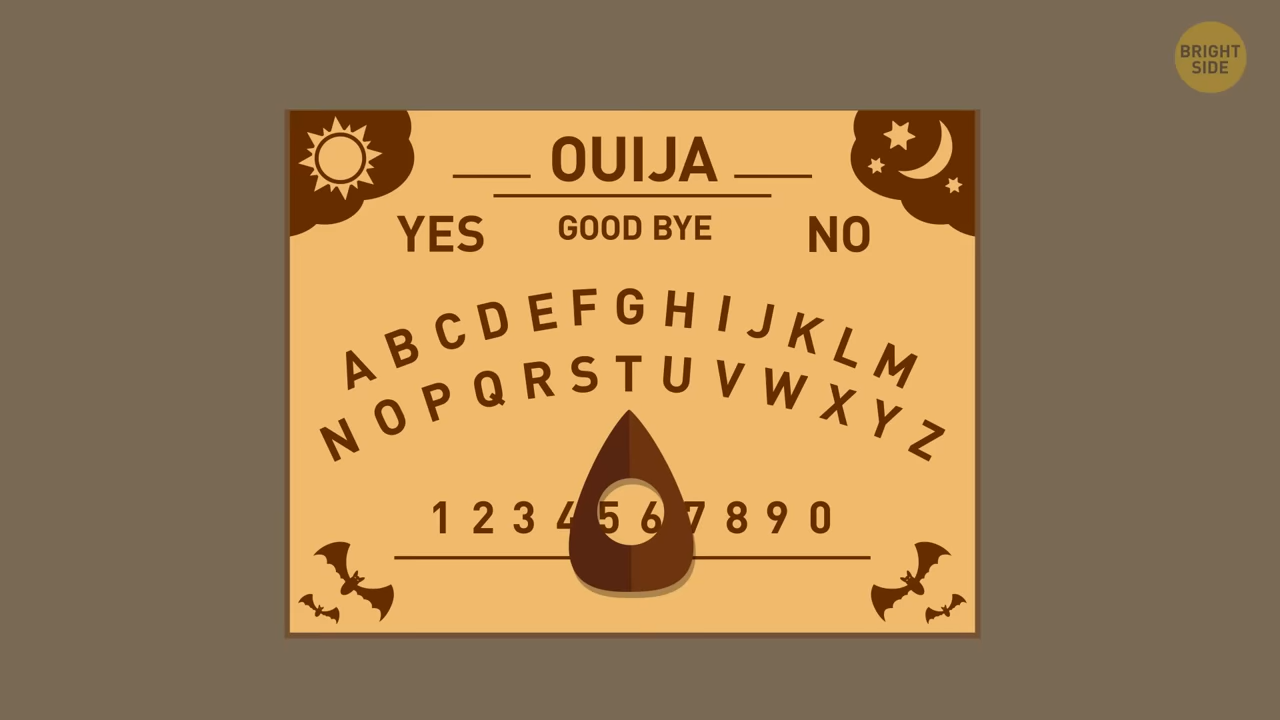 BRIGHT
SIDE
OUIJA
YES GOOD BYE NO
A B C D E F G H I J K L M
N O P Q R S T U V W X Y Z
1 2 3 4 5 6 7 8 9 0